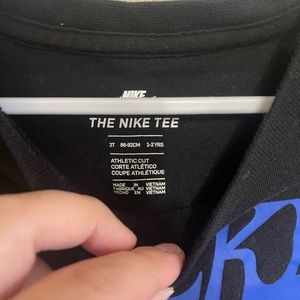 NIKE
THE NIKE TEE
2T 86-92CM 1-2YRS
ATHLETIC CUT
CORTE ATLÉTICO
COUPE ATHLÉTIQUE
MADE IN VIETNAM
FABRIQUÉ AU VIETNAM
HECHO EN VIETNAM
K